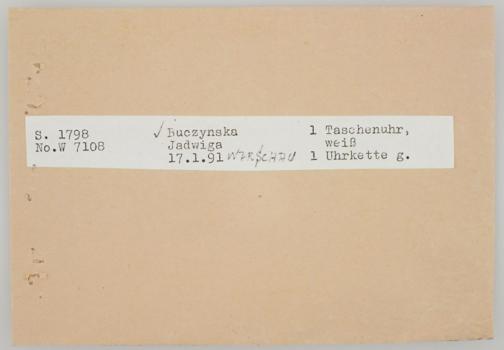 S. 1798
No.W 7108
✓ Buczynska
Jadwiga
17.1.91 WARSCHAU
1 Taschenuhr,
weiß
1 Uhrkette g.